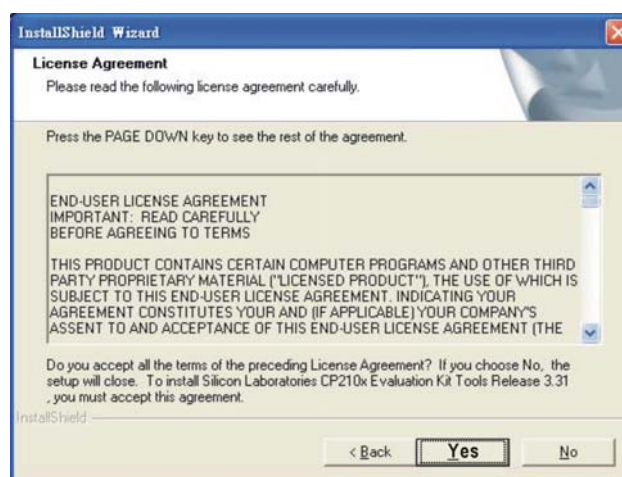 InstallShield Wizard
License Agreement
Please read the following license agreement carefully.
Press the PAGE DOWN key to see the rest of the agreement.
END-USER LICENSE AGREEMENT
IMPORTANT: READ CAREFULLY
BEFORE AGREEING TO TERMS
THIS PRODUCT CONTAINS CERTAIN COMPUTER PROGRAMS AND OTHER THIRD
PARTY PROPRIETARY MATERIAL ("LICENSED PRODUCT"), THE USE OF WHICH IS
SUBJECT TO THIS END-USER LICENSE AGREEMENT. INDICATING YOUR
AGREEMENT CONSTITUTES YOUR AND (IF APPLICABLE) YOUR COMPANY'S
ASSENT TO AND ACCEPTANCE OF THIS END-USER LICENSE AGREEMENT (THE
Do you accept all the terms of the preceding License Agreement? If you choose No, the
setup will close. To install Silicon Laboratories CP210x Evaluation Kit Tools Release 3.31
, you must accept this agreement.
InstallShield
< Back
Yes
No